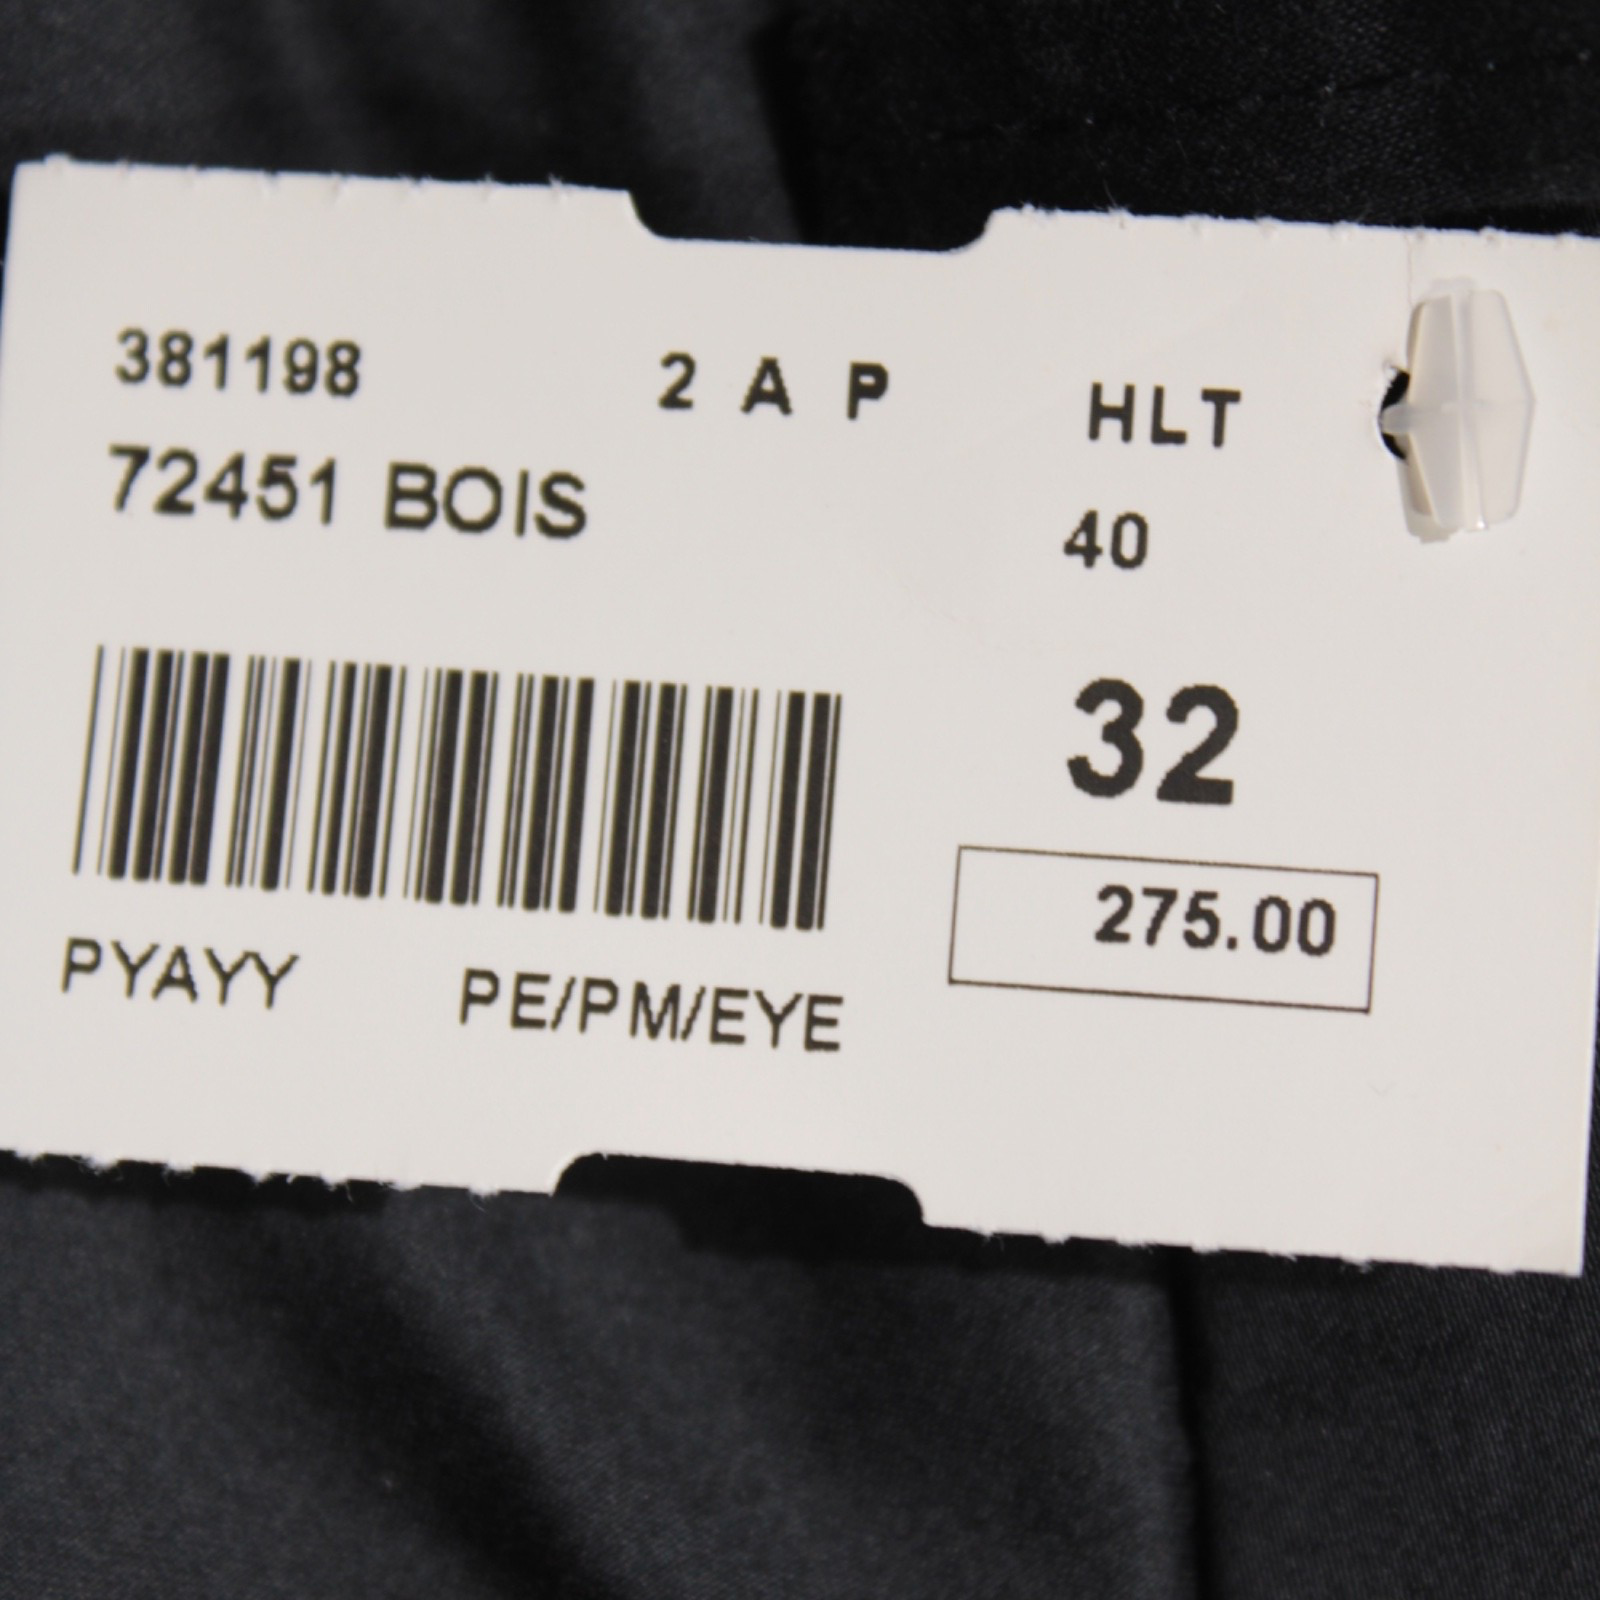 381198 2 A P HLT
72451 BOIS 40
32
275.00
PYAYY PE/PM/EYE